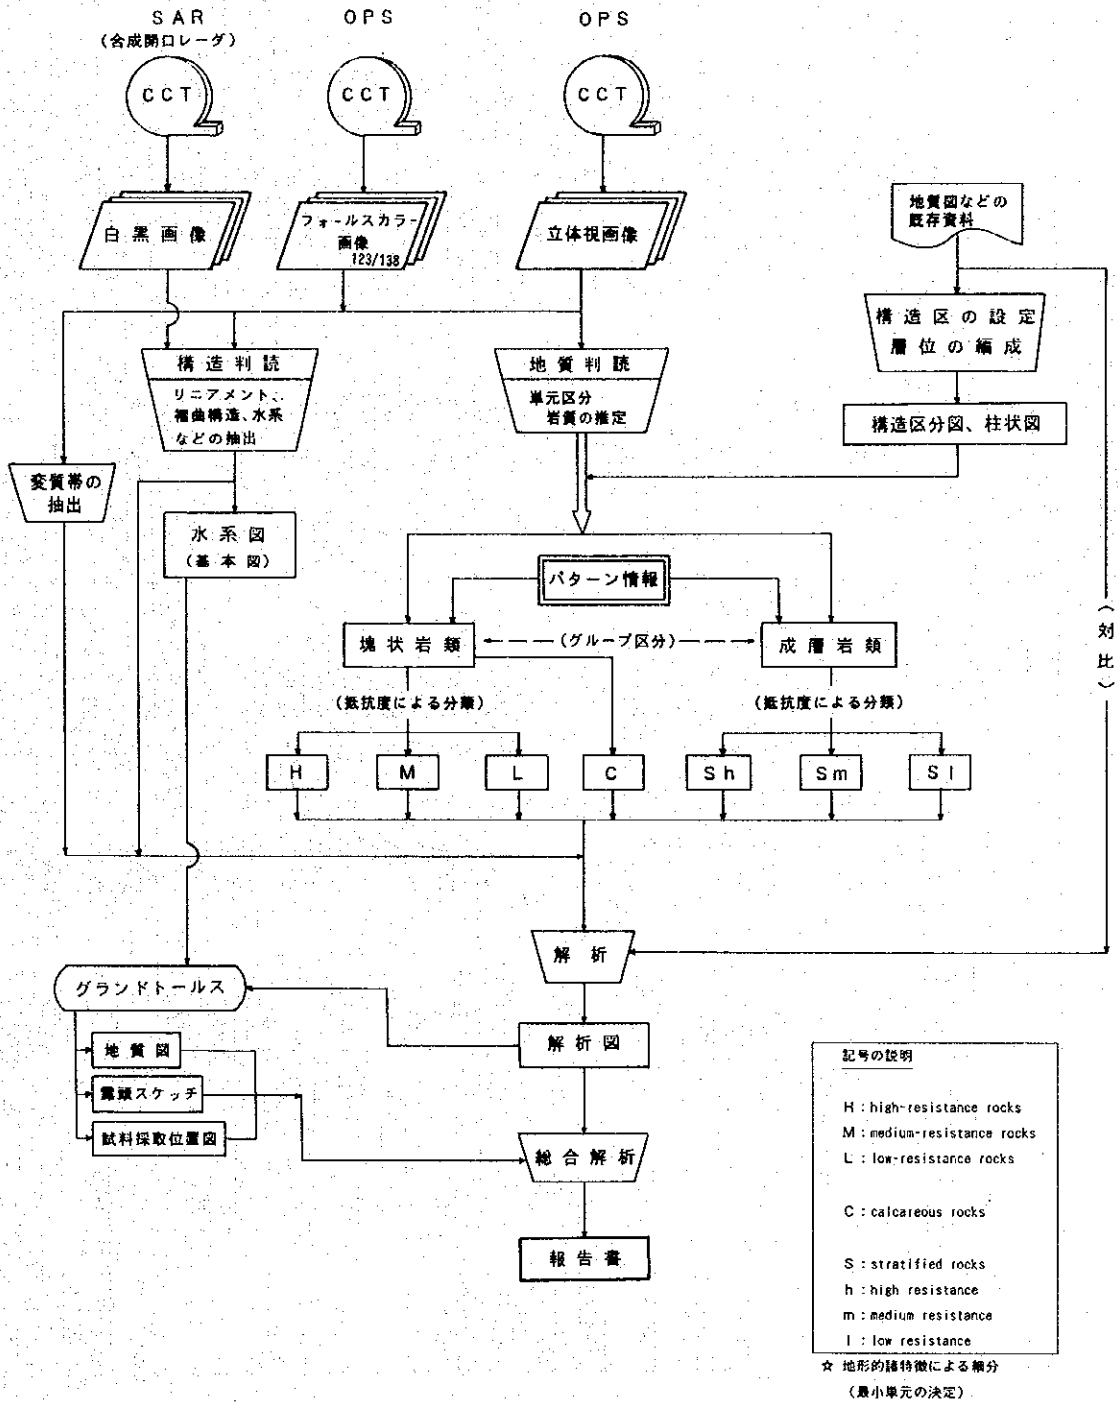 SAR
(合成開口レーダ)
OPS
OPS
CCT
CCT
CCT
白黒画像
フォールスカラー
画像
123/138
立体視画像
地質図などの
既存資料
構造区の設定
層位の編成
構造区分図、柱状図
構造判読
リニアメント、
褶曲構造、水系
などの抽出
地質判読
単元区分
岩質の推定
変質帯の
抽出
水系図
(基本図)
パターン情報
塊状岩類
(グループ区分)
成層岩類
(対比)
(抵抗度による分類)
(抵抗度による分類)
H
M
L
C
Sh
Sm
Sl
解析
グランドトールス
解析図
地質図
露頭スケッチ
試料採取位置図
総合解析
報告書
記号の説明
H : high-resistance rocks
M : medium-resistance rocks
L : low-resistance rocks
C : calcareous rocks
S : stratified rocks
h : high resistance
m : medium resistance
l : low resistance
☆ 地形的諸特徴による細分
(最小単元の決定)